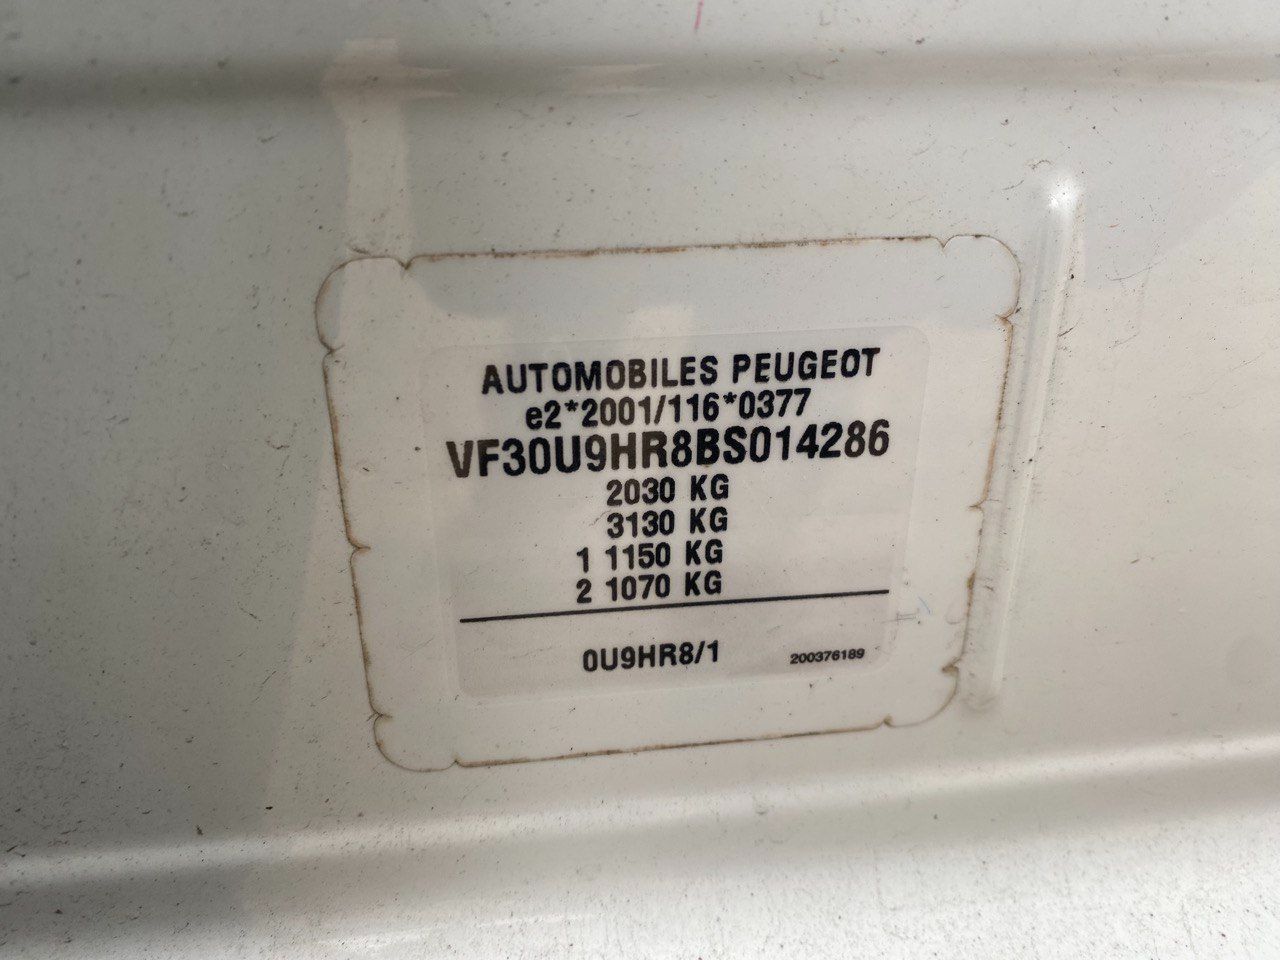 AUTOMOBILES PEUGEOT
e2*2001/116*0377
VF30U9HR8BS014286
2030 KG
3130 KG
1 1150 KG
2 1070 KG
0U9HR8/1
200376189